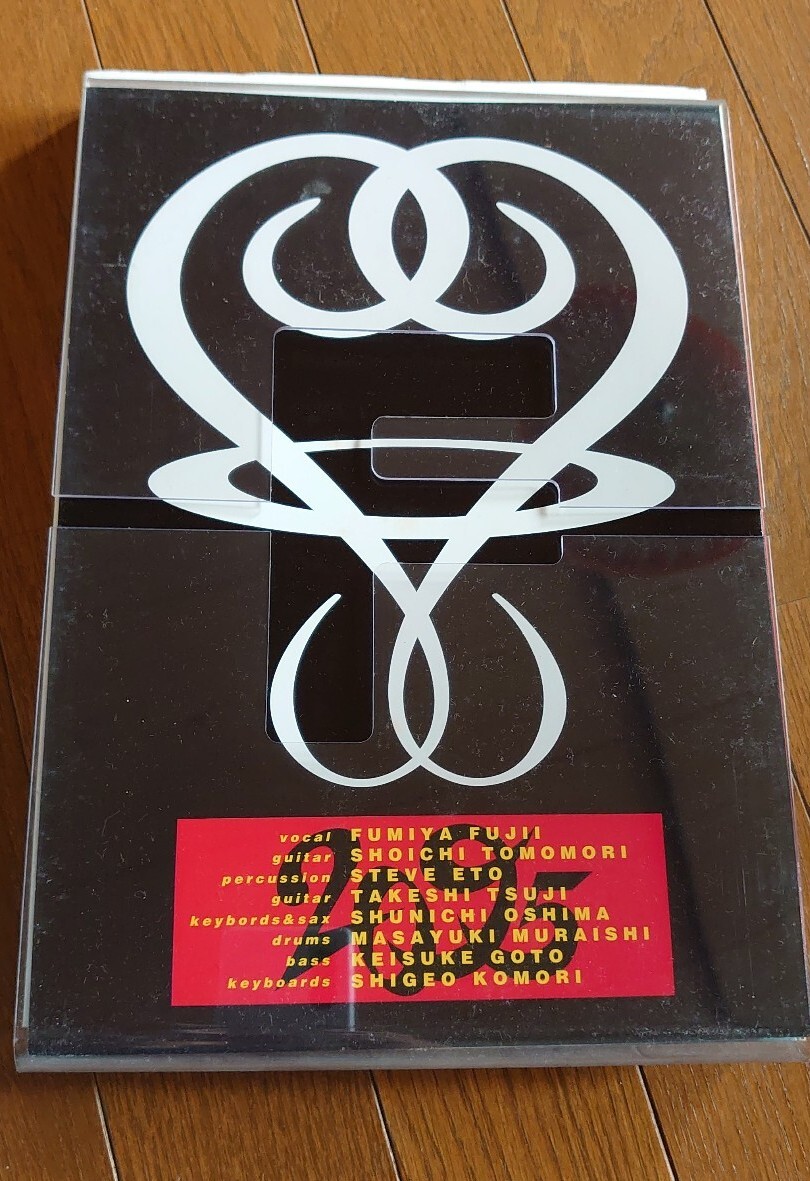 F
vocal FUMIYA FUJII
guitar SHOICHI TOMOMORI
percussion STEVE ETO
guitar TAKESHI TSUJI
keybords&sax SHUNICHI OSHIMA
drums MASAYUKI MURAISHI
bass KEISUKE GOTO
keyboards SHIGEO KOMORI